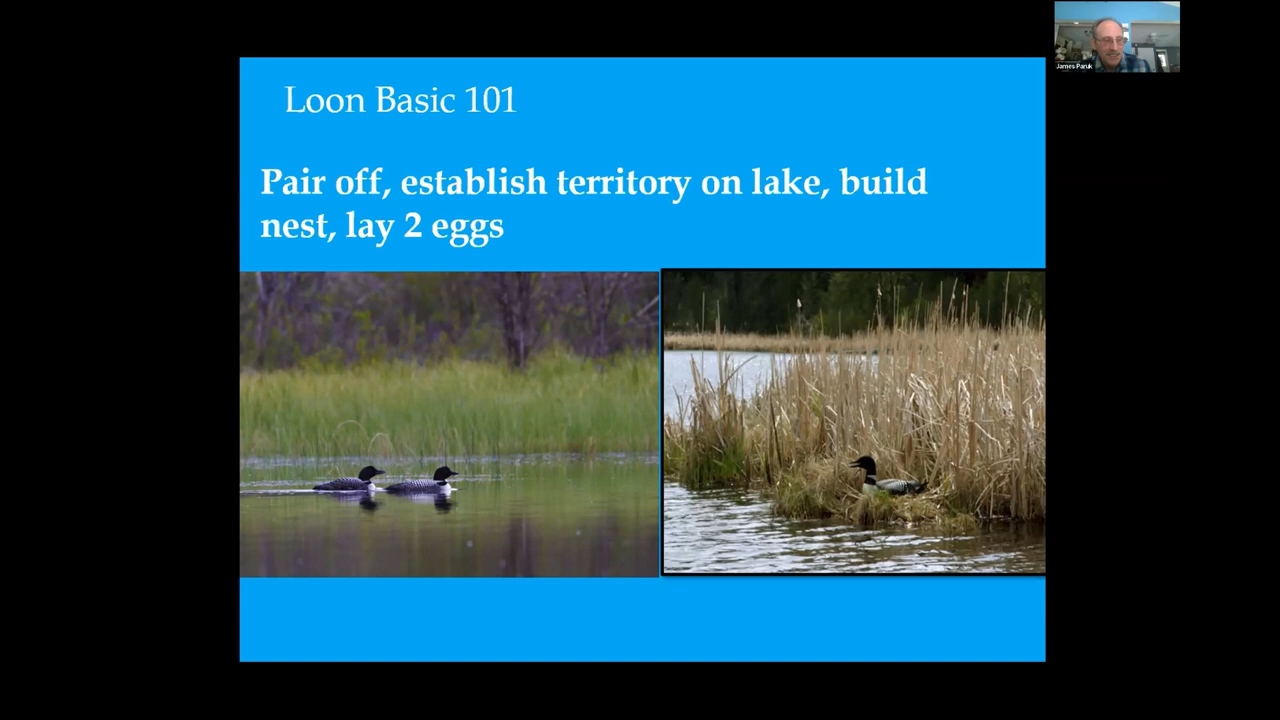 Loon Basic 101
Pair off, establish territory on lake, build
nest, lay 2 eggs
James Paruk